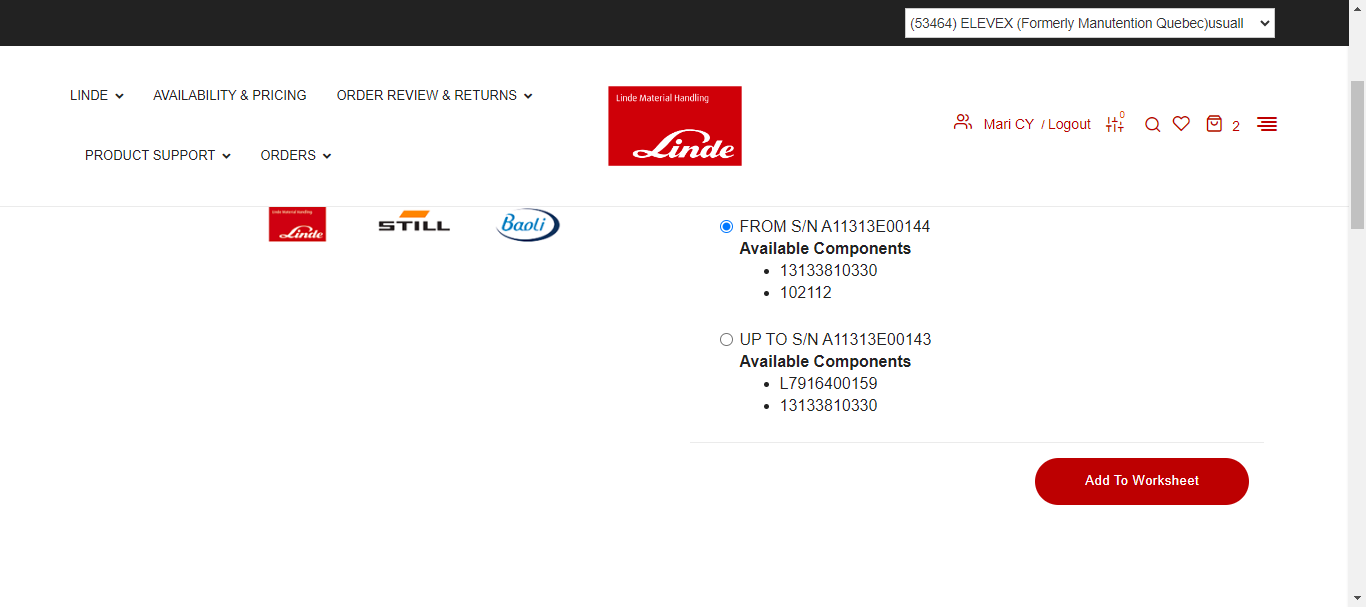 (53464) ELEVEX (Formerly Manutention Quebec)usuall
LINDE
AVAILABILITY & PRICING
ORDER REVIEW & RETURNS
PRODUCT SUPPORT
ORDERS
Linde Material Handling
Linde
Mari CY / Logout
0
2
Linde Material Handling
Linde
STILL
Baoli
FROM S/N A11313E00144
Available Components
13133810330
102112
UP TO S/N A11313E00143
Available Components
L7916400159
13133810330
Add To Worksheet